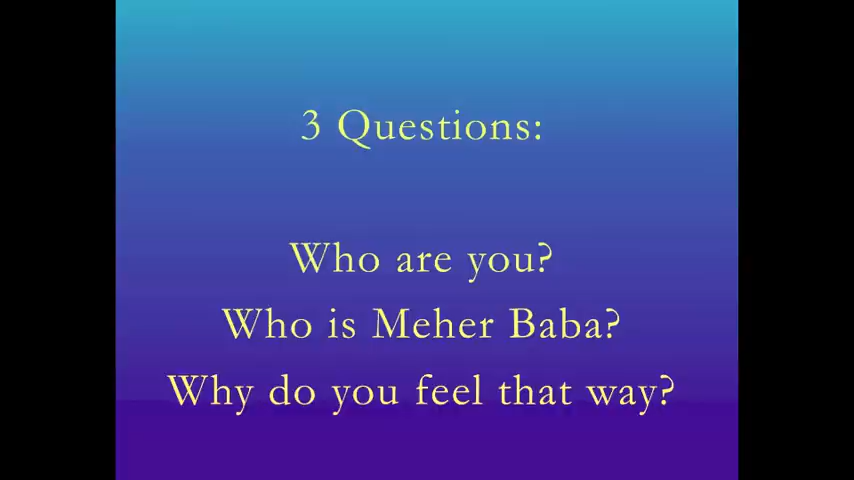 3 Questions:
Who are you?
Who is Meher Baba?
Why do you feel that way?